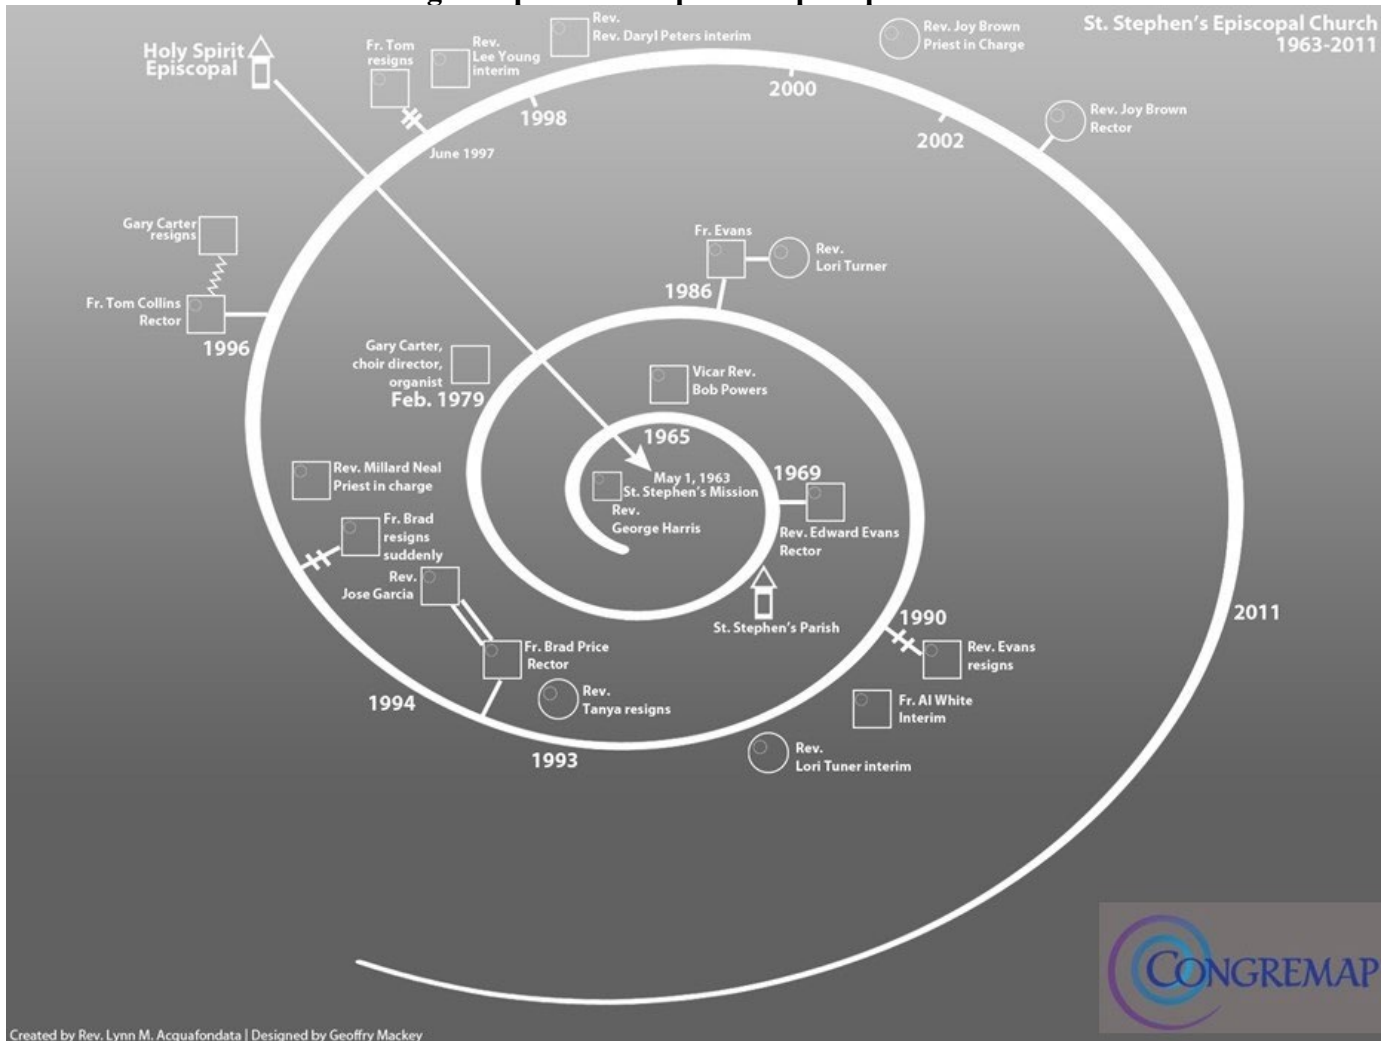 St. Stephen's Episcopal Church
1963-2011
Holy Spirit
Episcopal
Fr. Tom
resigns
Rev.
Lee Young
interim
Rev.
Rev. Daryl Peters interim
Rev. Joy Brown
Priest in Charge
Rev. Joy Brown
Rector
June 1997
1998
2000
2002
Gary Carter
resigns
Fr. Tom Collins
Rector
1996
Fr. Evans
Rev.
Lori Turner
1986
Gary Carter,
choir director,
organist
Feb. 1979
Vicar Rev.
Bob Powers
1965
May 1, 1963
St. Stephen's Mission
Rev.
George Harris
1969
Rev. Edward Evans
Rector
St. Stephen's Parish
Rev. Millard Neal
Priest in charge
Fr. Brad
resigns
suddenly
Rev.
Jose Garcia
Fr. Brad Price
Rector
Rev.
Tanya resigns
1994
1993
1990
Rev. Evans
resigns
Fr. Al White
Interim
Rev.
Lori Tuner interim
2011
CONGREMAP
Created by Rev. Lynn M. Acquafondata | Designed by Geoffry Mackey